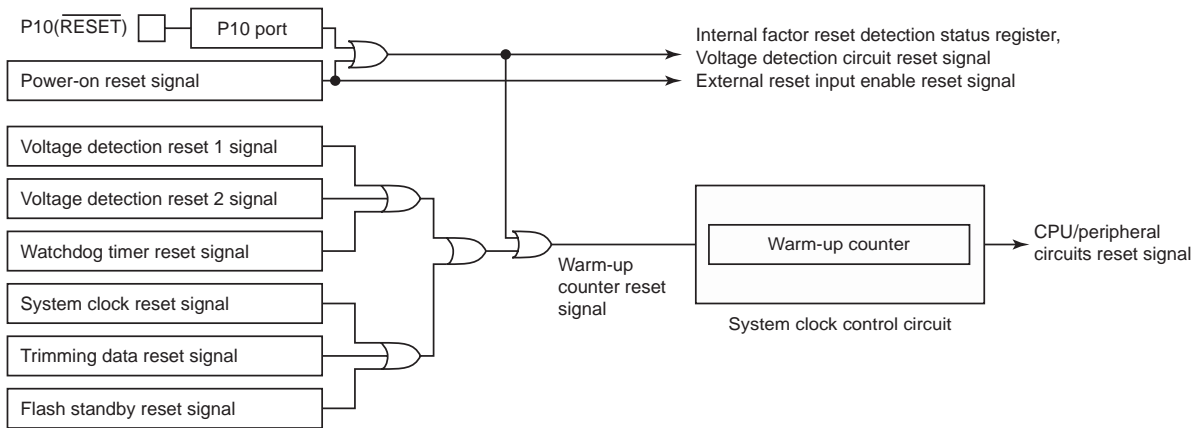 P10(RESET)
P10 port
Internal factor reset detection status register,
Voltage detection circuit reset signal
Power-on reset signal
External reset input enable reset signal
Voltage detection reset 1 signal
Voltage detection reset 2 signal
Watchdog timer reset signal
System clock reset signal
Trimming data reset signal
Flash standby reset signal
Warm-up
counter reset
signal
Warm-up counter
System clock control circuit
CPU/peripheral
circuits reset signal